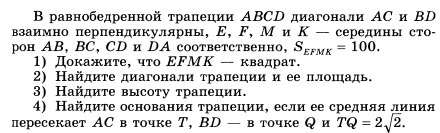 В равнобедренной трапеции ABCD диагонали AC и BD
взаимно перпендикулярны, E, F, M и K — середины сто-
рон AB, BC, CD и DA соответственно, S_EFMK = 100.
1) Докажите, что EFMK — квадрат.
2) Найдите диагонали трапеции и ее площадь.
3) Найдите высоту трапеции.
4) Найдите основания трапеции, если ее средняя линия
пересекает AC в точке T, BD — в точке Q и TQ = 2√2.